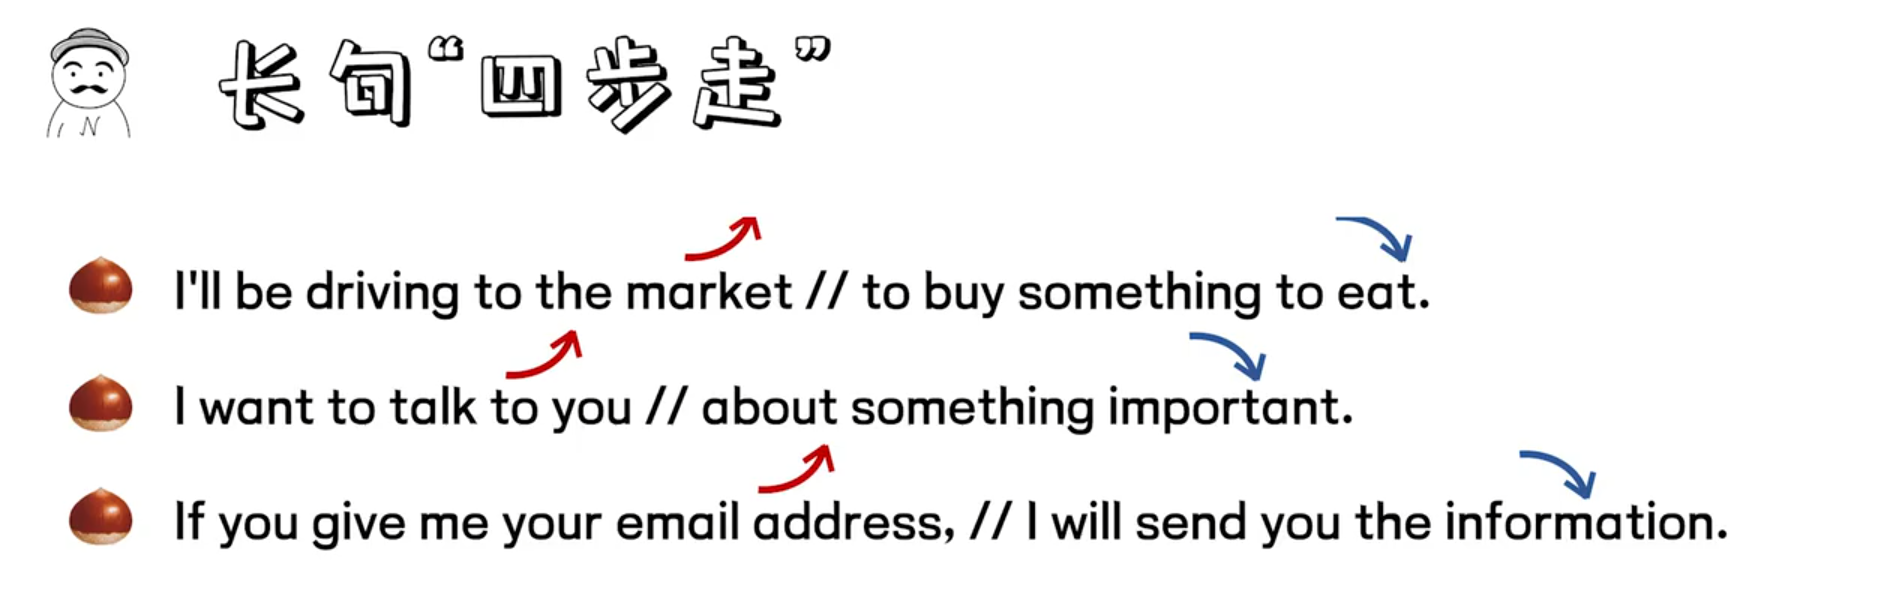 长句“四步走”
N
I'll be driving to the market // to buy something to eat.
I want to talk to you // about something important.
If you give me your email address, // I will send you the information.